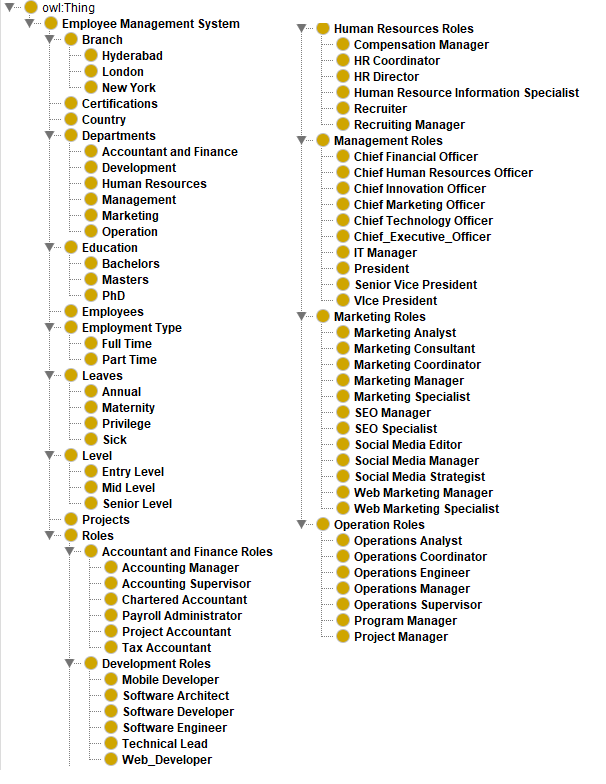 owl:Thing
Employee Management System
Branch
Hyderabad
London
New York
Certifications
Country
Departments
Accountant and Finance
Development
Human Resources
Management
Marketing
Operation
Education
Bachelors
Masters
PhD
Employees
Employment Type
Full Time
Part Time
Leaves
Annual
Maternity
Privilege
Sick
Level
Entry Level
Mid Level
Senior Level
Projects
Roles
Accountant and Finance Roles
Accounting Manager
Accounting Supervisor
Chartered Accountant
Payroll Administrator
Project Accountant
Tax Accountant
Development Roles
Mobile Developer
Software Architect
Software Developer
Software Engineer
Technical Lead
Web_Developer
Human Resources Roles
Compensation Manager
HR Coordinator
HR Director
Human Resource Information Specialist
Recruiter
Recruiting Manager
Management Roles
Chief Financial Officer
Chief Human Resources Officer
Chief Innovation Officer
Chief Marketing Officer
Chief Technology Officer
Chief_Executive_Officer
IT Manager
President
Senior Vice President
VIce President
Marketing Roles
Marketing Analyst
Marketing Consultant
Marketing Coordinator
Marketing Manager
Marketing Specialist
SEO Manager
SEO Specialist
Social Media Editor
Social Media Manager
Social Media Strategist
Web Marketing Manager
Web Marketing Specialist
Operation Roles
Operations Analyst
Operations Coordinator
Operations Engineer
Operations Manager
Operations Supervisor
Program Manager
Project Manager